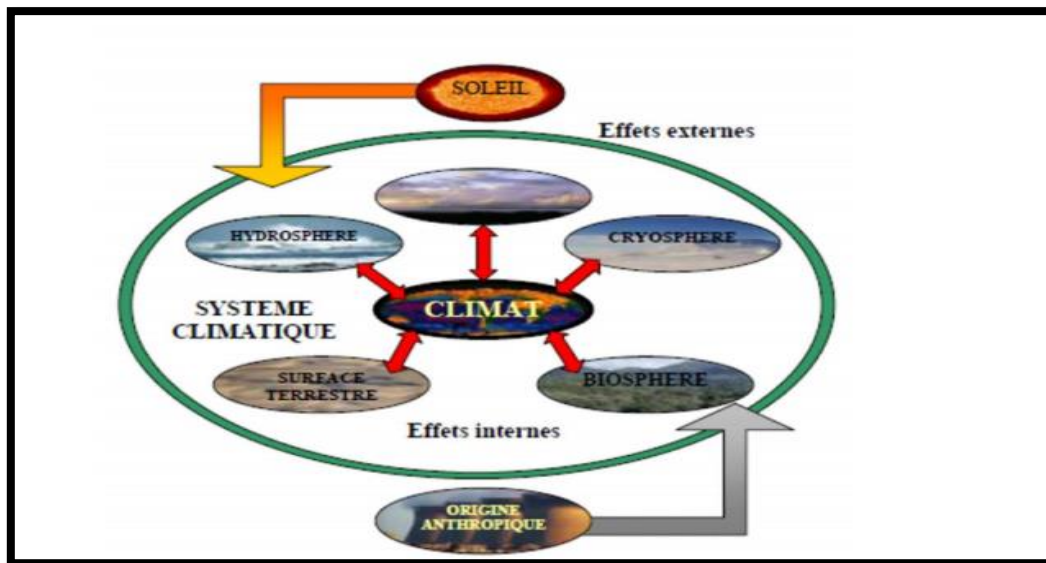 SOLEIL
Effets externes
HYDROSPHERE
CRYOSPHERE
CLIMAT
SYSTEME
CLIMATIQUE
SURFACE
TERRESTRE
BIOSPHERE
Effets internes
ORIGINE
ANTHROPIQUE